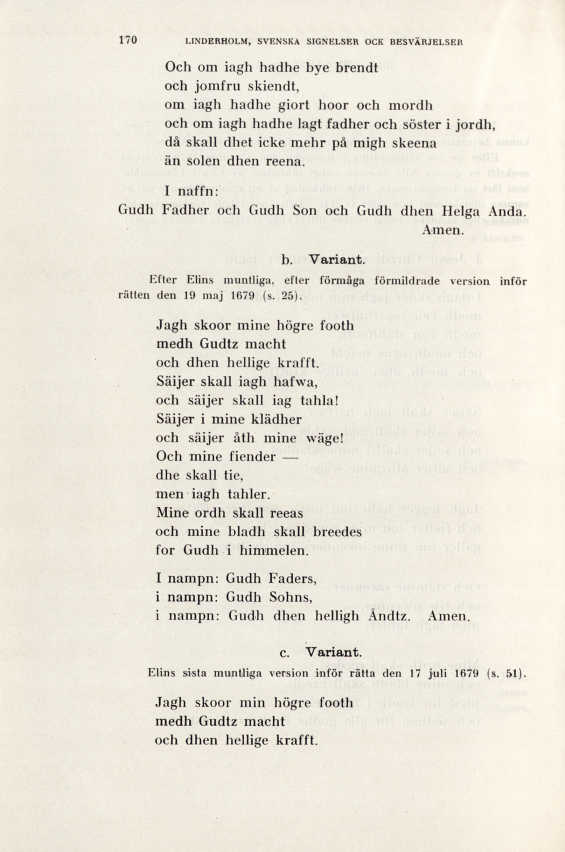 170 LINDERHOLM, SVENSKA SIGNELSER OCK BESVÄRJELSER
Och om iagh hadhe bye brendt
och jomfru skiendt,
om iagh hadhe giort hoor och mordh
och om iagh hadhe lagt fadher och söster i jordh,
då skall dhet icke mehr på migh skeena
än solen dhen reena.
I naffn:
Gudh Fadher och Gudh Son och Gudh dhen Helga Anda.
Amen.
b. Variant.
Efter Elins muntliga, efter förmåga förmildrade version inför
rätten den 19 maj 1679 (s. 25).
Jagh skoor mine högre footh
medh Gudtz macht
och dhen hellige krafft.
Säijer skall iagh hafwa,
och säijer skall iag tahla!
Säijer i mine klädher
och säijer åth mine wäge!
Och mine fiender —
dhe skall tie,
men iagh tahler.
Mine ordh skall reeas
och mine bladh skall breedes
for Gudh i himmelen.
I nampn: Gudh Faders,
i nampn: Gudh Sohns,
i nampn: Gudh dhen helligh Åndtz. Amen.
c. Variant.
Elins sista muntliga version inför rätta den 17 juli 1679 (s. 51).
Jagh skoor min högre footh
medh Gudtz macht
och dhen hellige krafft.